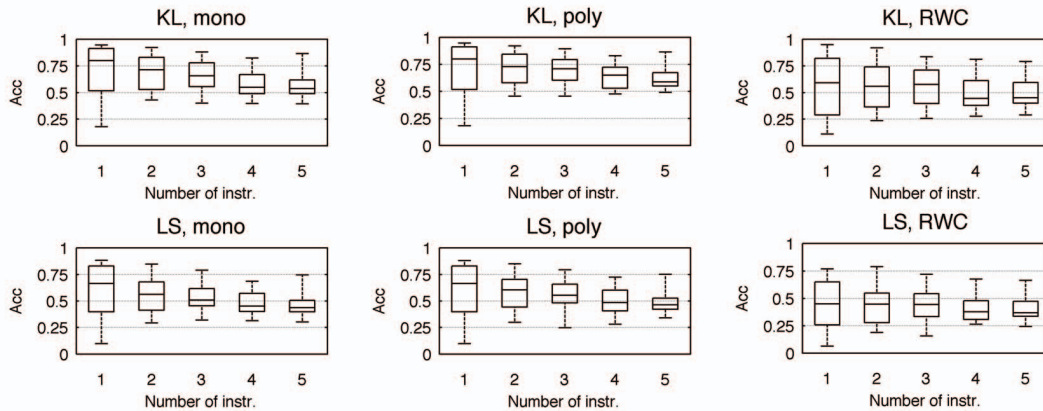 KL, mono
1
0.75
0.5
0.25
0
Acc
1 2 3 4 5
Number of instr.
KL, poly
1
0.75
0.5
0.25
0
Acc
1 2 3 4 5
Number of instr.
KL, RWC
1
0.75
0.5
0.25
0
Acc
1 2 3 4 5
Number of instr.
LS, mono
1
0.75
0.5
0.25
0
Acc
1 2 3 4 5
Number of instr.
LS, poly
1
0.75
0.5
0.25
0
Acc
1 2 3 4 5
Number of instr.
LS, RWC
1
0.75
0.5
0.25
0
Acc
1 2 3 4 5
Number of instr.